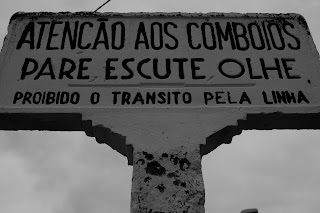 ATENCÃO AOS COMBOIOS
PARE, ESCUTE, OLHE
PROIBIDO O TRANSITO PELA LINHA